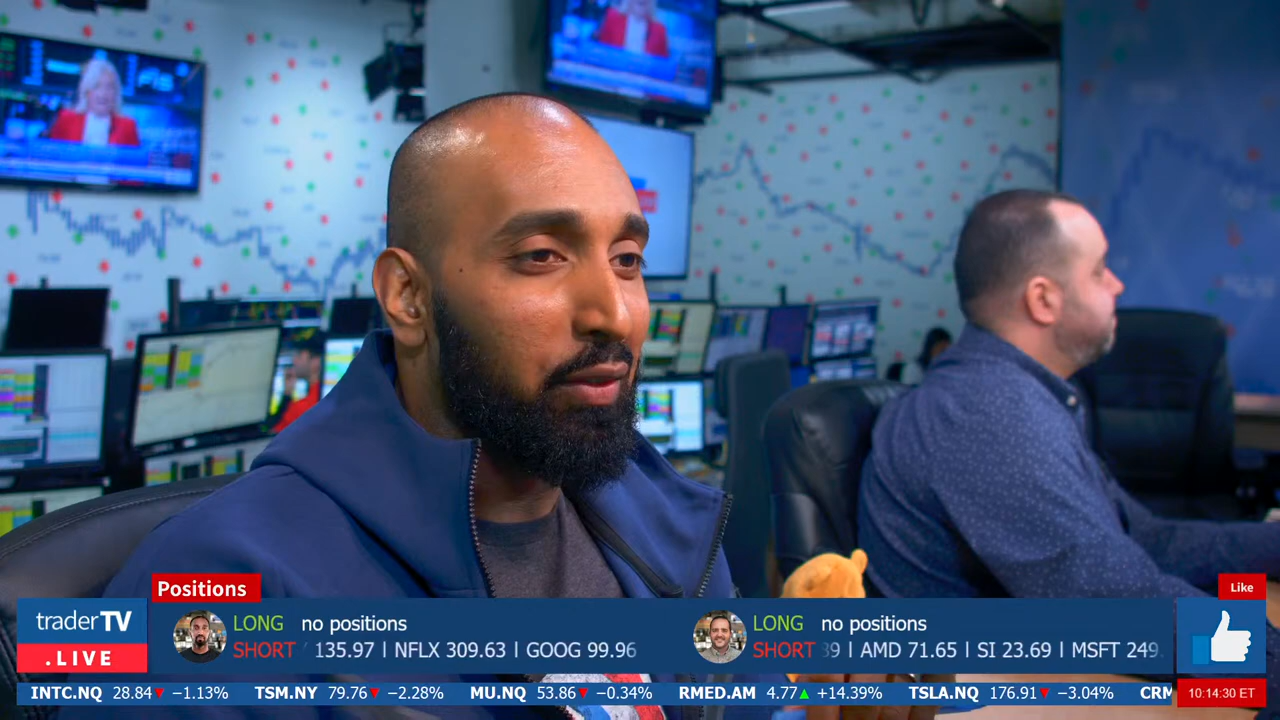 Positions
Like
traderTV
.LIVE
LONG no positions
SHORT 135.97 | NFLX 309.63 | GOOG 99.96
LONG no positions
SHORT 39 | AMD 71.65 | SI 23.69 | MSFT 249.
INTC.NQ 28.84▼ −1.13% TSM.NY 79.76▼ −2.28% MU.NQ 53.86▼ −0.34% RMED.AM 4.77▲ +14.39% TSLA.NQ 176.91▼ −3.04% CRM
10:14:30 ET